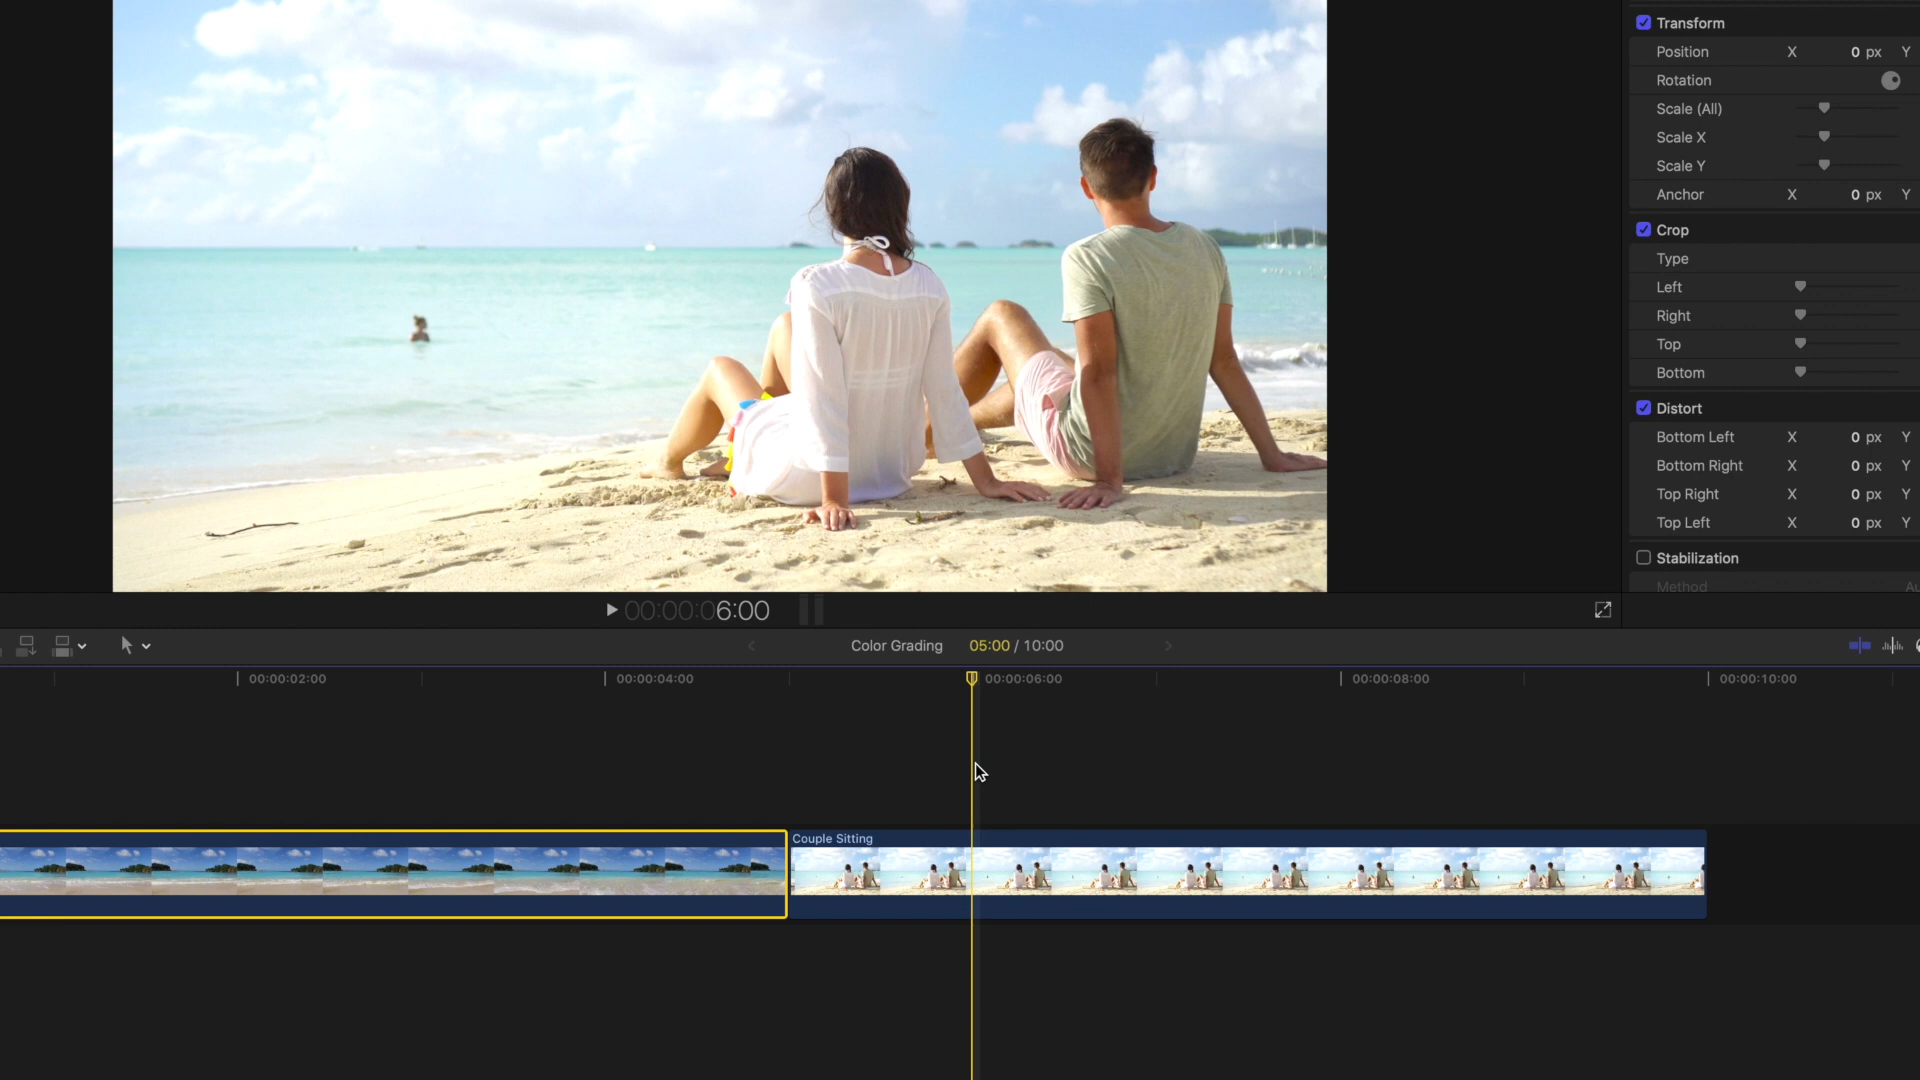 Transform
Position X 0 px Y
Rotation
Scale (All)
Scale X
Scale Y
Anchor X 0 px Y
Crop
Type
Left
Right
Top
Bottom
Distort
Bottom Left X 0 px Y
Bottom Right X 0 px Y
Top Right X 0 px Y
Top Left X 0 px Y
Stabilization
Method Au
00:00:06:00
Color Grading 05:00 / 10:00
00:00:02:00 00:00:04:00 00:00:06:00 00:00:08:00 00:00:10:00
Couple Sitting